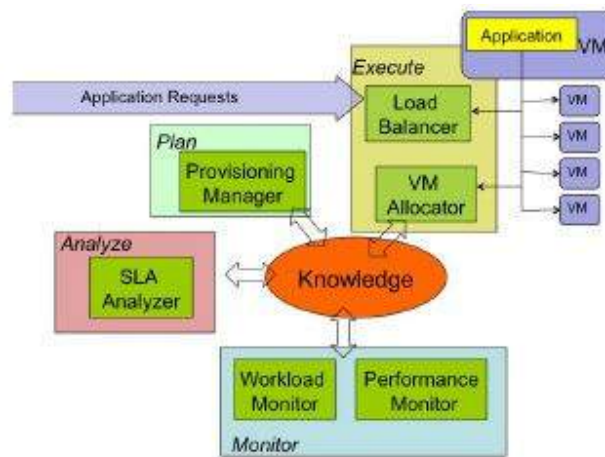 Application
VM
Execute
Application Requests
Load
Balancer
VM
VM
VM
VM
Plan
Provisioning
Manager
VM
Allocator
Analyze
SLA
Analyzer
Knowledge
Workload
Monitor
Performance
Monitor
Monitor